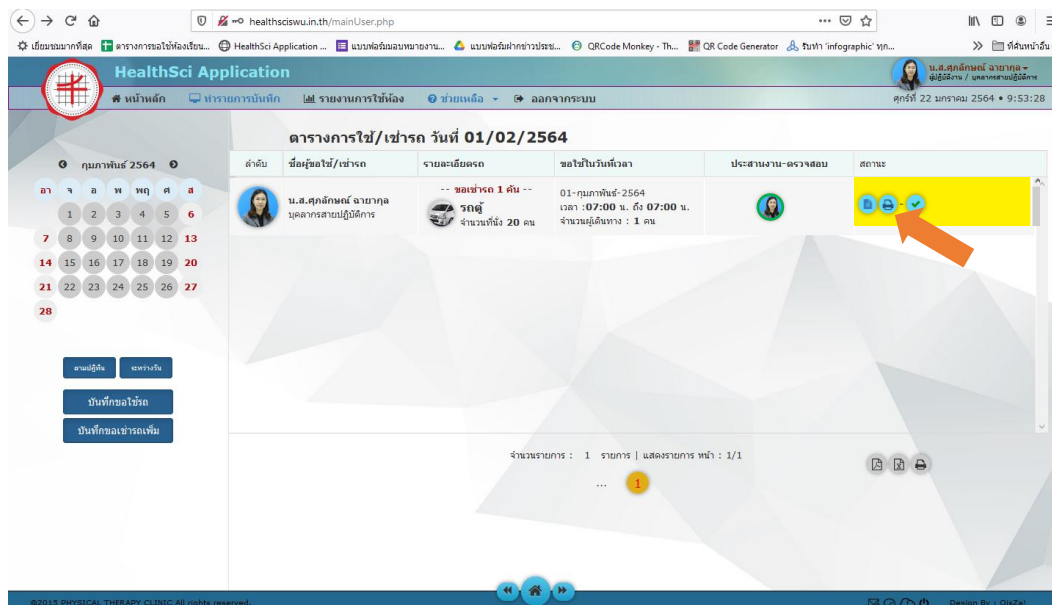 healthsciswu.in.th/mainUser.php
เยี่ยมชมมากที่สุด ตารางการขอใช้ห้องเรียน... HealthSci Application ... แบบฟอร์มมอบหมายงาน... แบบฟอร์มฝากข่าวประช... QRCode Monkey - Th... QR Code Generator รับทำ 'infographic' ทุก... ที่คั่นหน้าอื่น
HealthSci Application
น.ส.ศุภลักษณ์ ฉายากุล
ผู้ปฏิบัติงาน / บุคลากรสายปฏิบัติการ
หน้าหลัก ทำรายการบันทึก รายงานการใช้ห้อง ช่วยเหลือ ออกจากระบบ ศุกร์ที่ 22 มกราคม 2564 • 9:53:28
ตารางการใช้/เช่ารถ วันที่ 01/02/2564
กุมภาพันธ์ 2564
อา จ อ พ พฤ ศ ส
1 2 3 4 5 6
7 8 9 10 11 12 13
14 15 16 17 18 19 20
21 22 23 24 25 26 27
28
ตามปฏิทิน ระหว่างวัน
บันทึกขอใช้รถ
บันทึกขอเช่ารถเพิ่ม
ลำดับ ชื่อผู้ขอใช้/เช่ารถ รายละเอียดรถ ขอใช้ในวันที่เวลา ประสานงาน-ตรวจสอบ สถานะ
น.ส.ศุภลักษณ์ ฉายากุล
บุคลากรสายปฏิบัติการ
-- ขอเช่ารถ 1 คัน --
รถตู้
จำนวนที่นั่ง 20 คน
01-กุมภาพันธ์-2564
เวลา :07:00 น. ถึง 07:00 น.
จำนวนผู้เดินทาง : 1 คน
-
จำนวนรายการ : 1 รายการ | แสดงรายการ หน้า : 1/1
... 1
©2015 PHYSICAL THERAPY CLINIC All rights reserved.